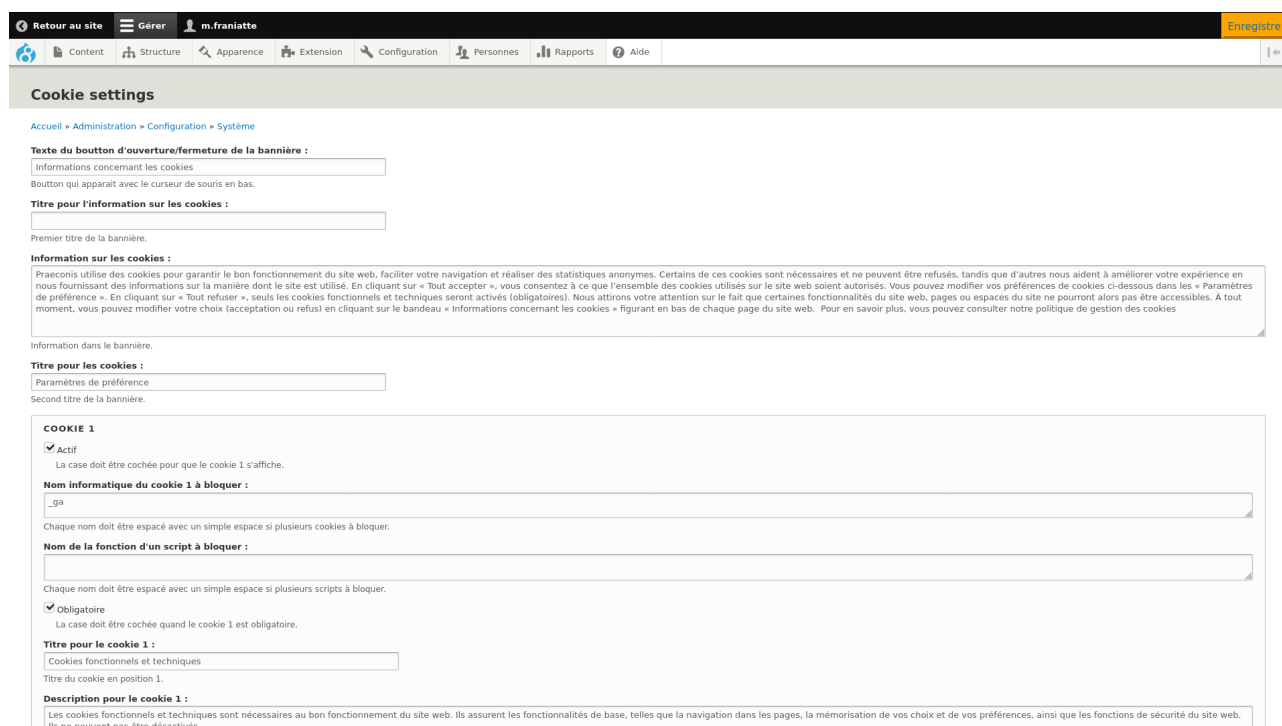 Retour au site Gérer m.franiatte Enregistre
Content Structure Apparence Extension Configuration Personnes Rapports Aide
Cookie settings
Accueil » Administration » Configuration » Système
Texte du boutton d'ouverture/fermeture de la bannière :
Informations concernant les cookies
Boutton qui apparait avec le curseur de souris en bas.
Titre pour l'information sur les cookies :
Premier titre de la bannière.
Information sur les cookies :
Praeconis utilise des cookies pour garantir le bon fonctionnement du site web, faciliter votre navigation et réaliser des statistiques anonymes. Certains de ces cookies sont nécessaires et ne peuvent être refusés, tandis que d'autres nous aident à améliorer votre expérience en
nous fournissant des informations sur la manière dont le site est utilisé. En cliquant sur « Tout accepter », vous consentez à ce que l'ensemble des cookies utilisés sur le site web soient autorisés. Vous pouvez modifier vos préférences de cookies ci-dessous dans les « Paramètres
de préférence ». En cliquant sur « Tout refuser », seuls les cookies fonctionnels et techniques seront activés (obligatoires). Nous attirons votre attention sur le fait que certaines fonctionnalités du site web, pages ou espaces du site ne pourront alors pas être accessibles. À tout
moment, vous pouvez modifier votre choix (acceptation ou refus) en cliquant sur le bandeau « Informations concernant les cookies » figurant en bas de chaque page du site web. Pour en savoir plus, vous pouvez consulter notre politique de gestion des cookies
Information dans le bannière.
Titre pour les cookies :
Paramètres de préférence
Second titre de la bannière.
COOKIE 1
Actif
La case doit être cochée pour que le cookie 1 s'affiche.
Nom informatique du cookie 1 à bloquer :
_ga
Chaque nom doit être espacé avec un simple espace si plusieurs cookies à bloquer.
Nom de la fonction d'un script à bloquer :
Chaque nom doit être espacé avec un simple espace si plusieurs scripts à bloquer.
Obligatoire
La case doit être cochée quand le cookie 1 est obligatoire.
Titre pour le cookie 1 :
Cookies fonctionnels et techniques
Titre du cookie en position 1.
Description pour le cookie 1 :
Les cookies fonctionnels et techniques sont nécessaires au bon fonctionnement du site web. Ils assurent les fonctionnalités de base, telles que la navigation dans les pages, la mémorisation de vos choix et de vos préférences, ainsi que les fonctions de sécurité du site web.
Ils ne peuvent pas être désactivés